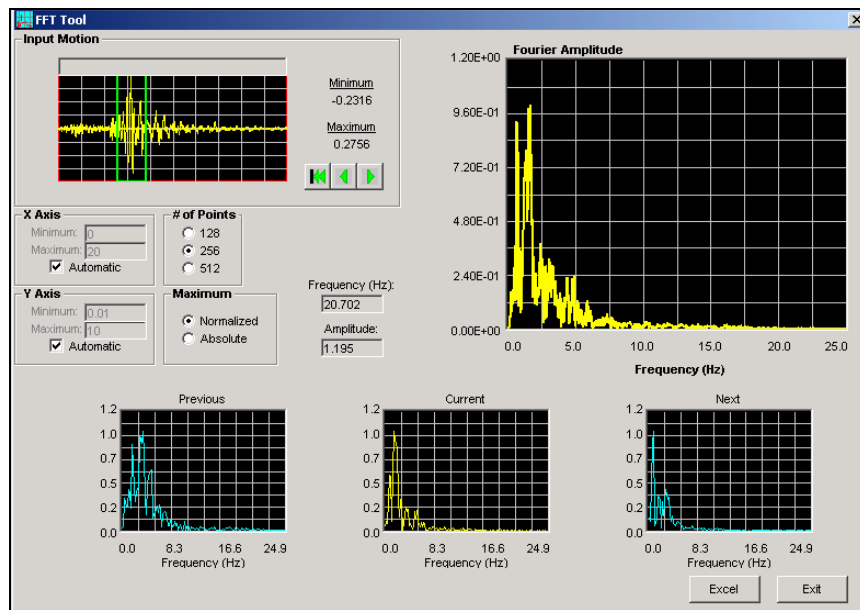 FFT Tool
Input Motion
Minimum
-0.2316
Maximum
0.2756
X Axis
Minimum: 0
Maximum: 20
Automatic
# of Points
128
256
512
Y Axis
Minimum: 0.01
Maximum: 10
Automatic
Maximum
Normalized
Absolute
Frequency (Hz):
20.702
Amplitude:
1.195
Fourier Amplitude
1.20E+00
9.60E-01
7.20E-01
4.80E-01
2.40E-01
0.00E+00
0.0 5.0 10.0 15.0 20.0 25.0
Frequency (Hz)
Previous
1.2
1.0
0.7
0.5
0.2
0.0
0.0 8.3 16.6 24.9
Frequency (Hz)
Current
1.2
1.0
0.7
0.5
0.2
0.0
0.0 8.3 16.6 24.9
Frequency (Hz)
Next
1.2
1.0
0.7
0.5
0.2
0.0
0.0 8.3 16.6 24.9
Frequency (Hz)
Excel
Exit